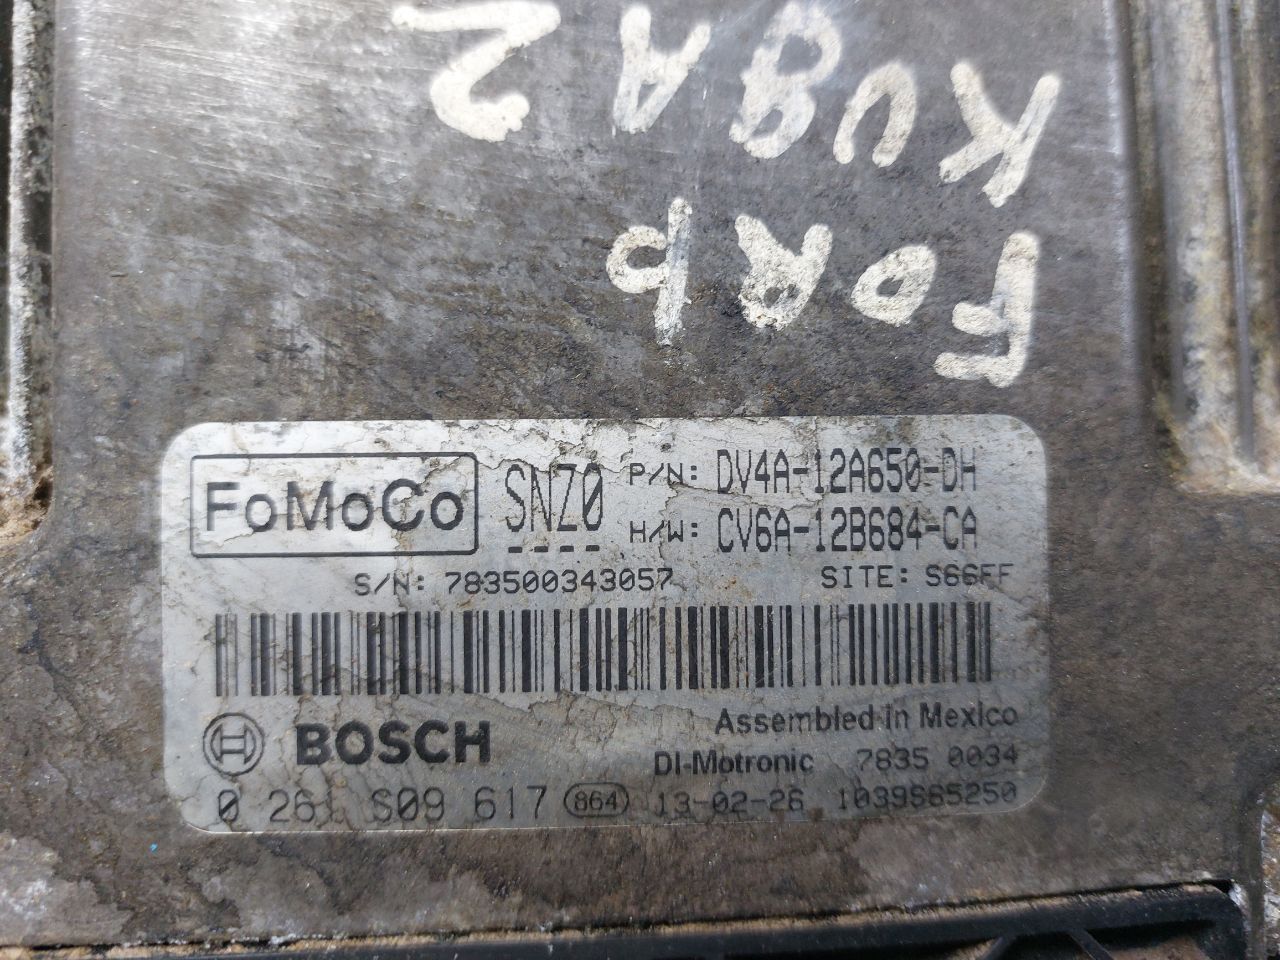 FORD
KUgA 2
FoMoCo
SNZ0
P/N: DV4A-12A650-DH
H/W: CV6A-12B684-CA
S/N: 783500343057
SITE: S66FF
BOSCH
Assembled in Mexico
DI-Motronic 7835 0034
0 261 S09 617 864 13-02-26 1039S65250